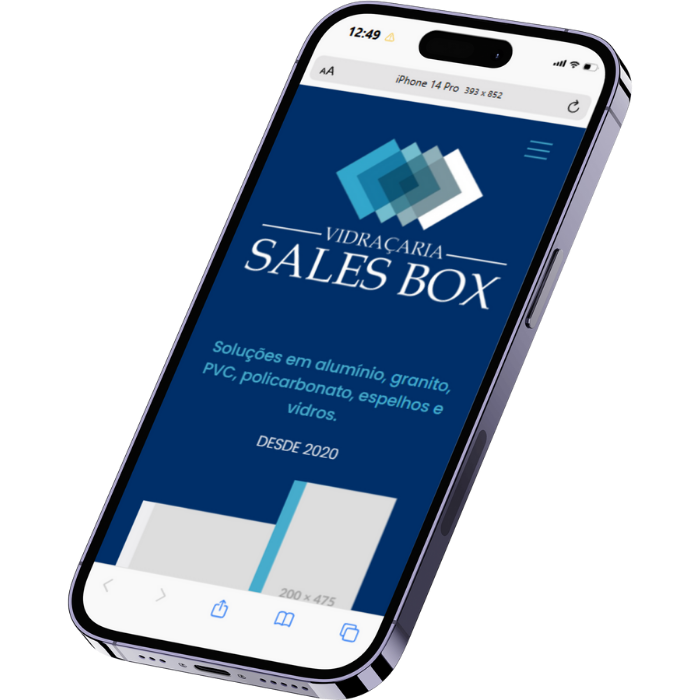 12:49
AA
iPhone 14 Pro 393 x 852
VIDRAÇARIA
SALES BOX
Soluções em alumínio, granito,
PVC, policarbonato, espelhos e
vidros.
DESDE 2020
200 x 475